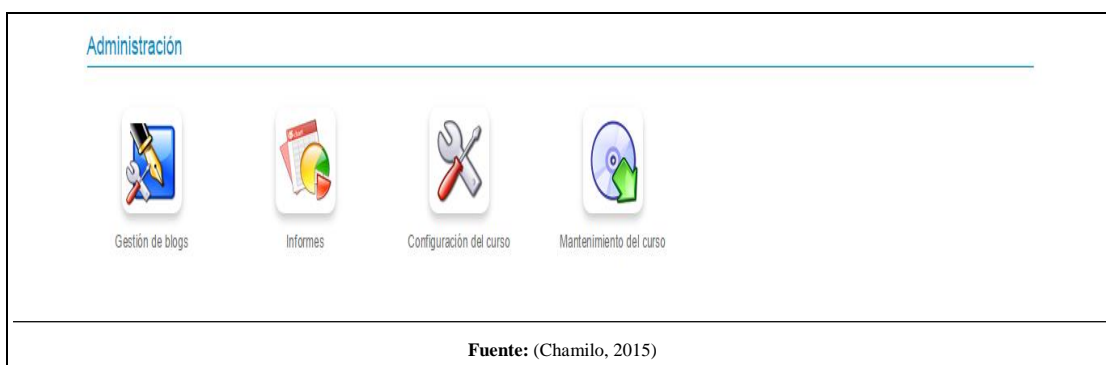 Administración
Gestión de blogs
Informes
Configuración del curso
Mantenimiento del curso
Fuente: (Chamilo, 2015)